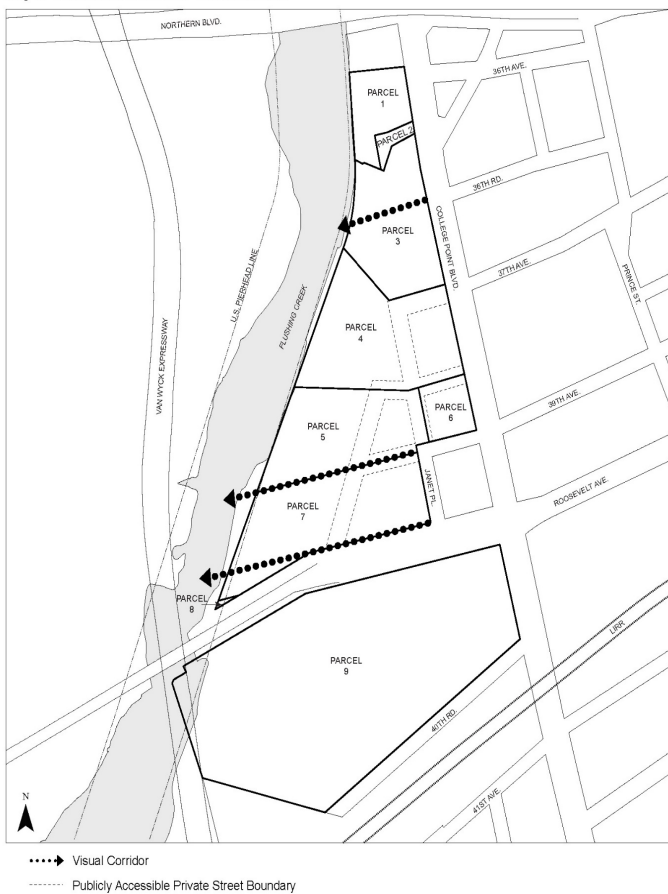 NORTHERN BLVD.
36TH AVE.
PARCEL
1
PARCEL 2
36TH RD.
PARCEL
3
COLLEGE POINT BLVD.
U.S. PIERHEAD LINE
FLUSHING CREEK
37TH AVE.
PRINCE ST.
VAN WYCK EXPRESSWAY
PARCEL
4
39TH AVE.
PARCEL
6
PARCEL
5
JANET PL.
ROOSEVELT AVE.
PARCEL
7
PARCEL
8
LIRR
PARCEL
9
40TH RD.
41ST AVE.
N
Visual Corridor
Publicly Accessible Private Street Boundary